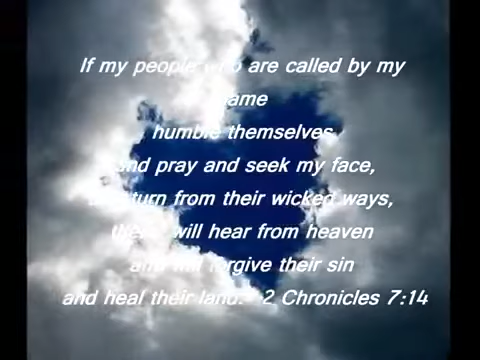 If my people who are called by my
name
humble themselves
and pray and seek my face,
and turn from their wicked ways,
then I will hear from heaven
and will forgive their sin
and heal their land. 2 Chronicles 7:14